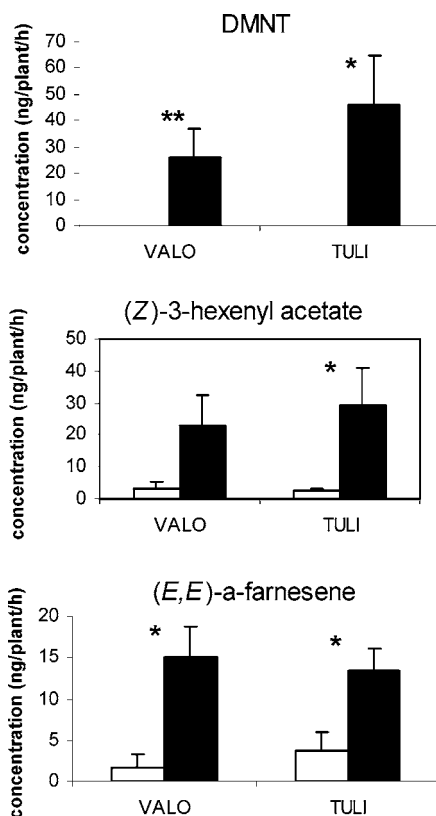 DMNT
concentration (ng/plant/h)
70
60
50
40
30
20
10
0
**
*
VALO TULI
(Z)-3-hexenyl acetate
concentration (ng/plant/h)
50
40
30
20
10
0
*
VALO TULI
(E,E)-a-farnesene
concentration (ng/plant/h)
20
15
10
5
0
* *
VALO TULI